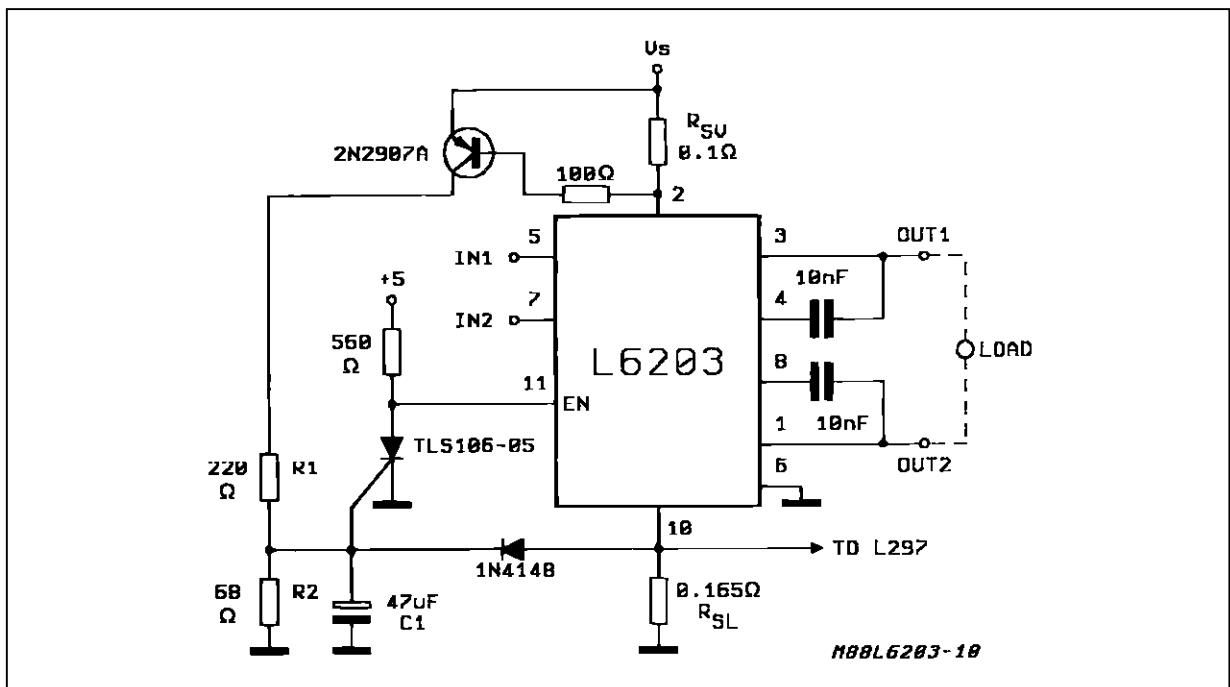 Vs
2N2907A
RSV
0.1Ω
100Ω
2
5
IN1
3
OUT1
+5
10nF
7
IN2
4
560
Ω
L6203
LOAD
8
11
EN
10nF
1
TLS106-05
OUT2
6
220
Ω
R1
10
TO L297
1N4148
68
Ω
R2
47uF
C1
0.165Ω
RSL
M88L6203-10